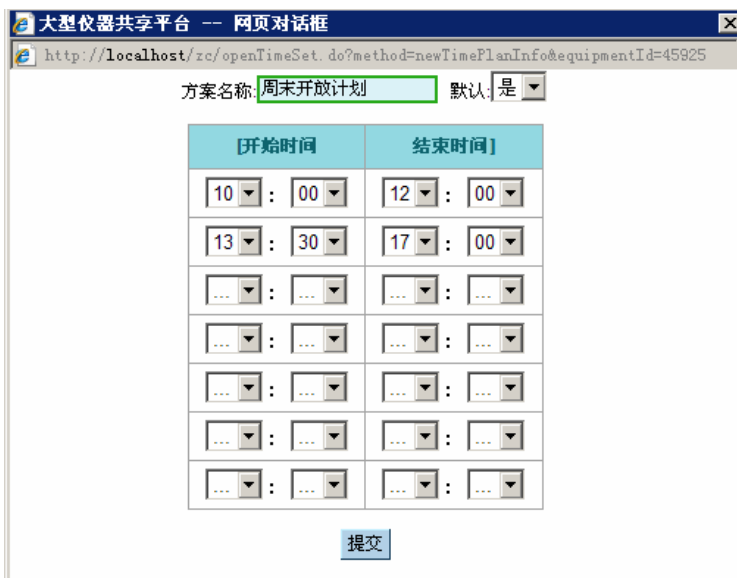 大型仪器共享平台 -- 网页对话框
http://localhost/zc/openTimeSet.do?method=newTimePlanInfo&equipmentId=45925
方案名称:周末开放计划 默认:是
[开始时间 结束时间]
10 : 00 12 : 00
13 : 30 17 : 00
... : ... ... : ...
... : ... ... : ...
... : ... ... : ...
... : ... ... : ...
... : ... ... : ...
提交